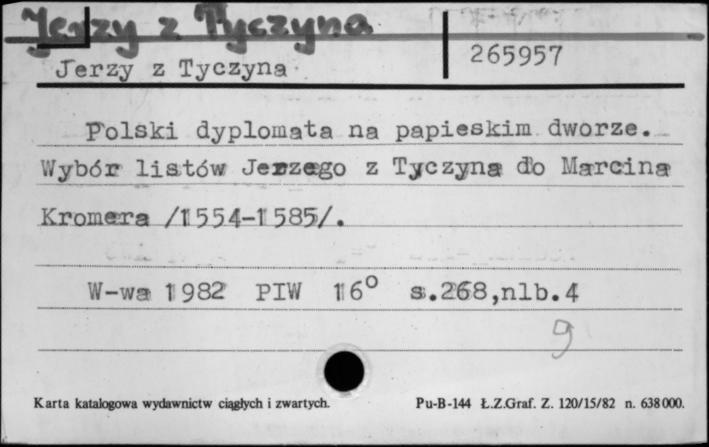 Jerzy z Tyczyna
Jerzy z Tyczyna
265957
Polski dyplomata na papieskim dworze.
Wybór listów Jerzego z Tyczyna do Marcina
Kromera /1554-1585/.
W-wa 1982 PIW 16° s.268,nlb.4
9
Karta katalogowa wydawnictw ciągłych i zwartych.
Pu-B-144 Ł.Z.Graf. Z. 120/15/82 n. 638000.